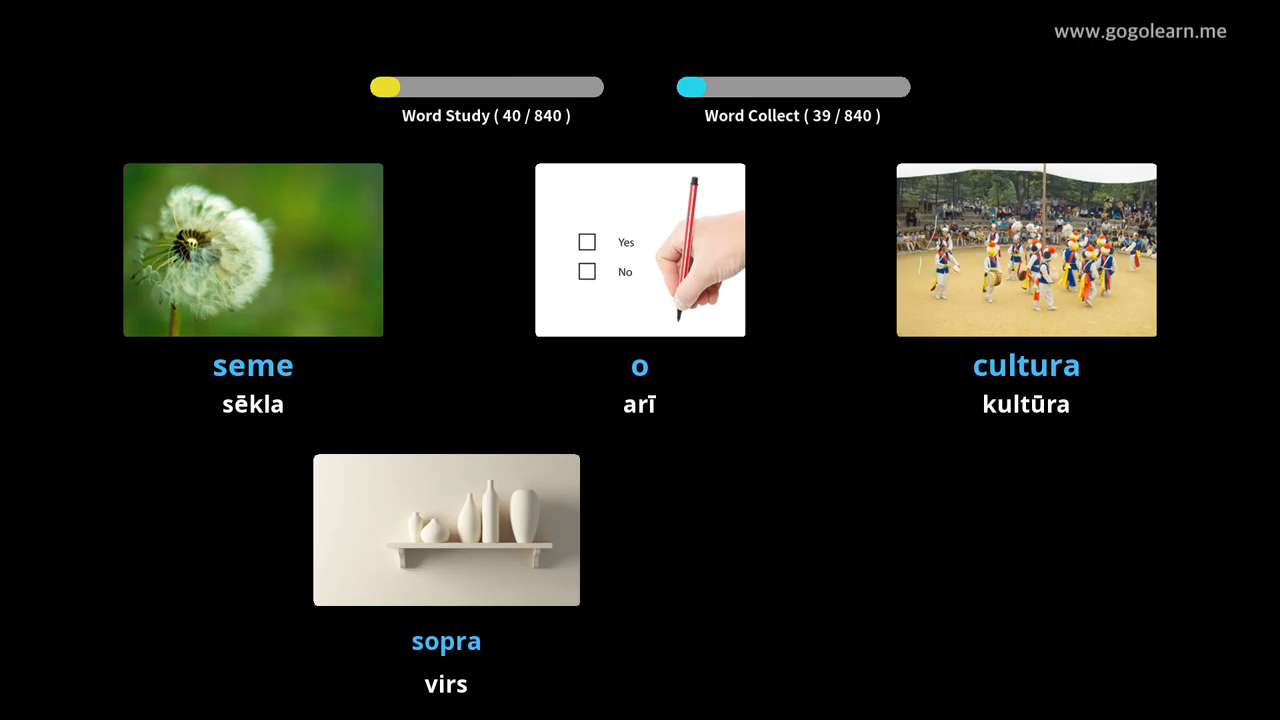 www.gogolearn.me
Word Study ( 40 / 840 )
Word Collect ( 39 / 840 )
Yes
No
seme
sēkla
o
arī
cultura
kultūra
sopra
virs